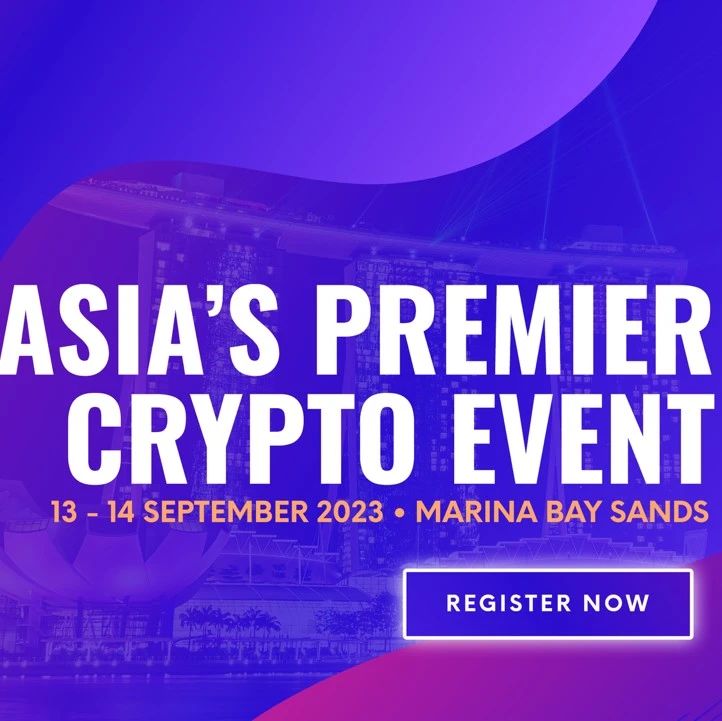 ASIA’S PREMIER
CRYPTO EVENT
13 - 14 SEPTEMBER 2023 • MARINA BAY SANDS
REGISTER NOW